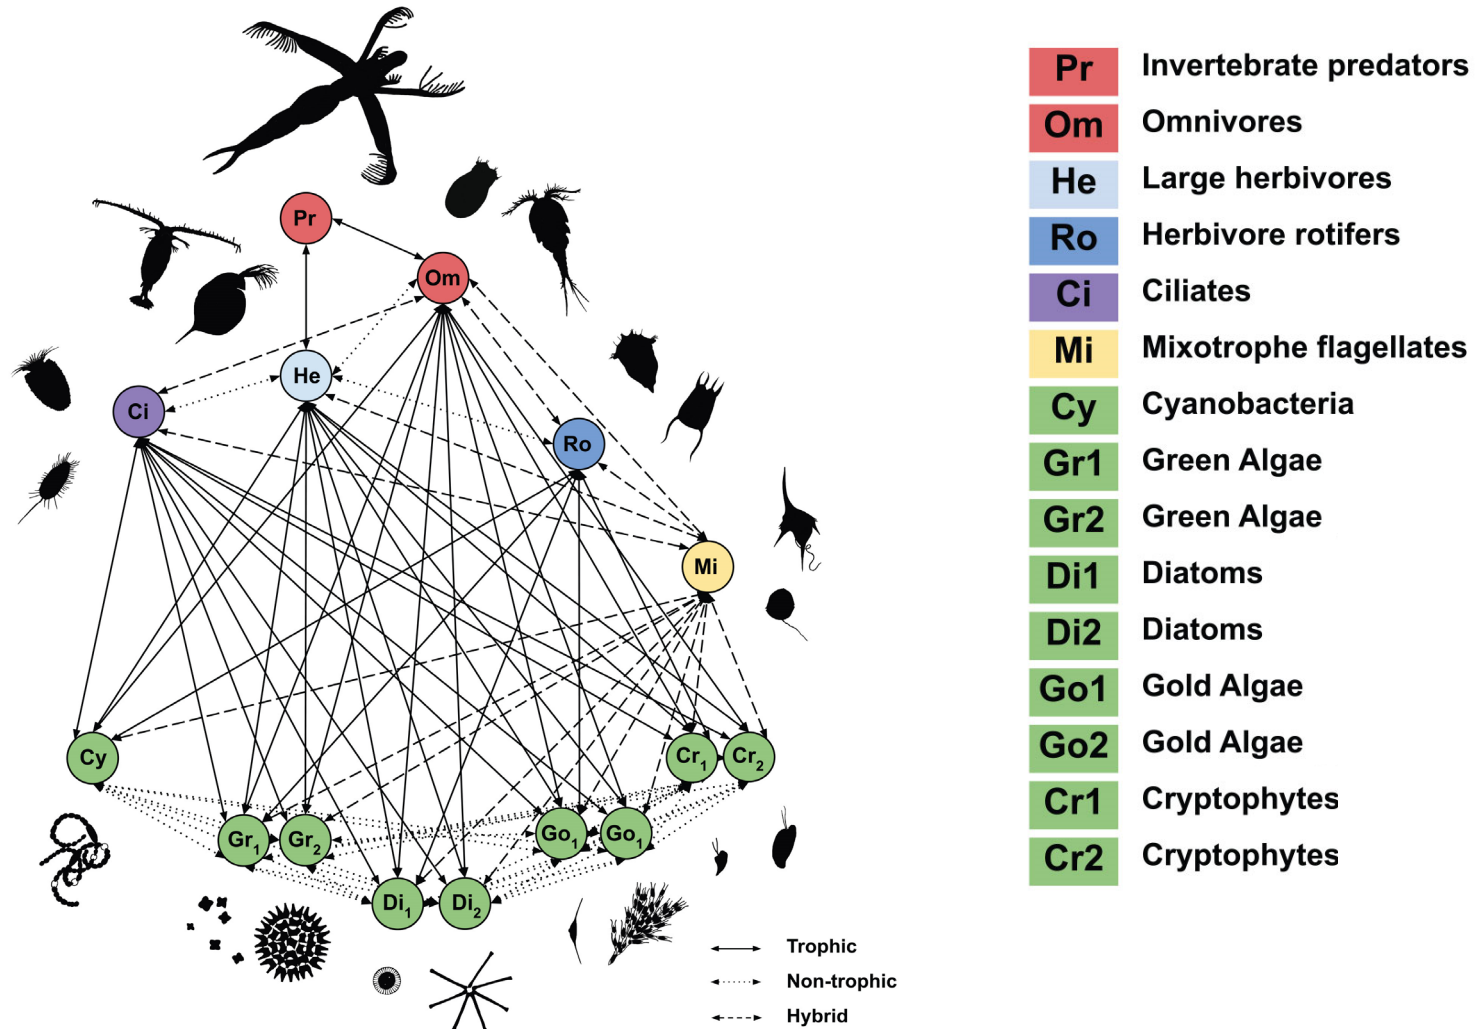 Pr
Om
He
Ci
Ro
Mi
Cy
Cr1
Cr2
Gr1
Gr2
Go1
Go1
Di1
Di2
Trophic
Non-trophic
Hybrid
Pr Invertebrate predators
Om Omnivores
He Large herbivores
Ro Herbivore rotifers
Ci Ciliates
Mi Mixotrophe flagellates
Cy Cyanobacteria
Gr1 Green Algae
Gr2 Green Algae
Di1 Diatoms
Di2 Diatoms
Go1 Gold Algae
Go2 Gold Algae
Cr1 Cryptophytes
Cr2 Cryptophytes